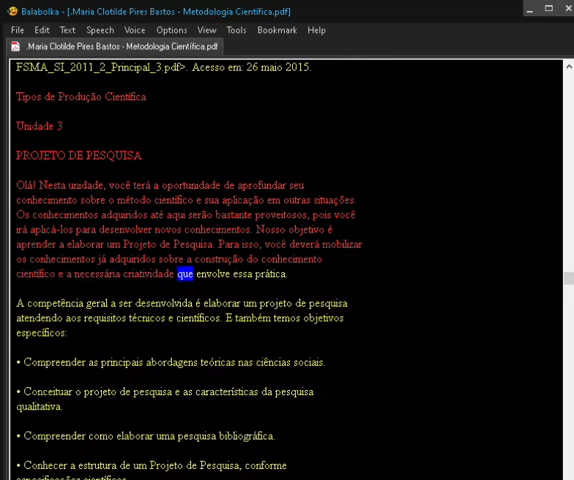 Balabolka - [.Maria Clotilde Pires Bastos - Metodologia Científica.pdf]
File Edit Text Speech Voice Options View Tools Bookmark Help
.Maria Clotilde Pires Bastos - Metodologia Científica.pdf
FSMA_SI_2011_2_Principal_3.pdf>. Acesso em: 26 maio 2015.
Tipos de Produção Científica
Unidade 3
PROJETO DE PESQUISA
Olá! Nesta unidade, você terá a oportunidade de aprofundar seu
conhecimento sobre o método científico e sua aplicação em outras situações.
Os conhecimentos adquiridos até aqui serão bastante proveitosos, pois você
irá aplicá-los para desenvolver novos conhecimentos. Nosso objetivo é
aprender a elaborar um Projeto de Pesquisa. Para isso, você deverá mobilizar
os conhecimentos já adquiridos sobre a construção do conhecimento
científico e a necessária criatividade que envolve essa prática.
A competência geral a ser desenvolvida é elaborar um projeto de pesquisa
atendendo aos requisitos técnicos e científicos. E também temos objetivos
específicos:
• Compreender as principais abordagens teóricas nas ciências sociais.
• Conceituar o projeto de pesquisa e as características da pesquisa
qualitativa.
• Compreender como elaborar uma pesquisa bibliográfica.
• Conhecer a estrutura de um Projeto de Pesquisa, conforme
especificações científicas